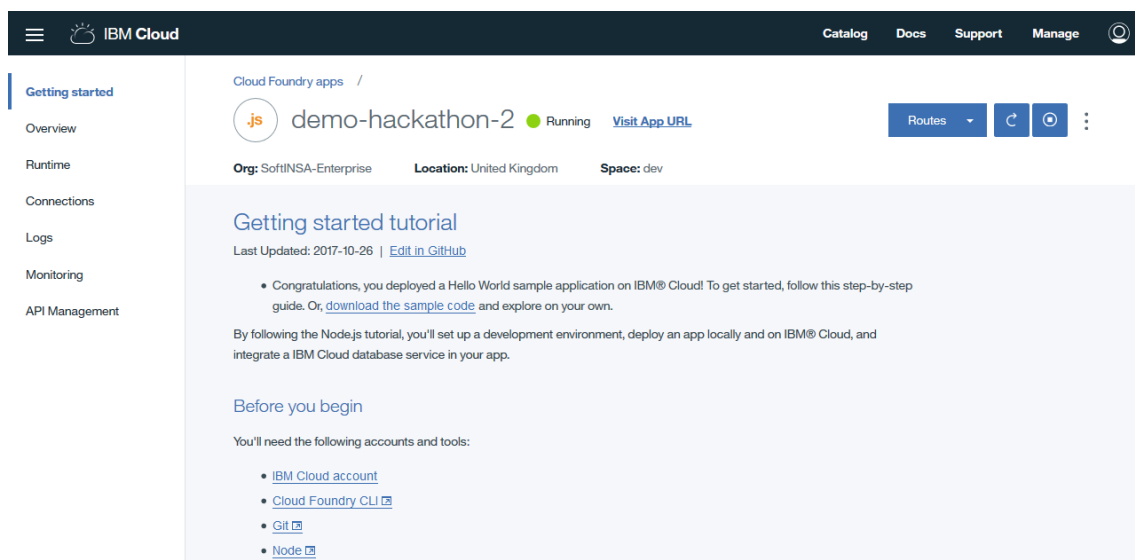 IBM Cloud Catalog Docs Support Manage
Getting started
Overview
Runtime
Connections
Logs
Monitoring
API Management
Cloud Foundry apps /
.js demo-hackathon-2 Running Visit App URL Routes
Org: SoftINSA-Enterprise Location: United Kingdom Space: dev
Getting started tutorial
Last Updated: 2017-10-26 | Edit in GitHub
• Congratulations, you deployed a Hello World sample application on IBM® Cloud! To get started, follow this step-by-step
guide. Or, download the sample code and explore on your own.
By following the Node.js tutorial, you'll set up a development environment, deploy an app locally and on IBM® Cloud, and
integrate a IBM Cloud database service in your app.
Before you begin
You'll need the following accounts and tools:
• IBM Cloud account
• Cloud Foundry CLI
• Git
• Node